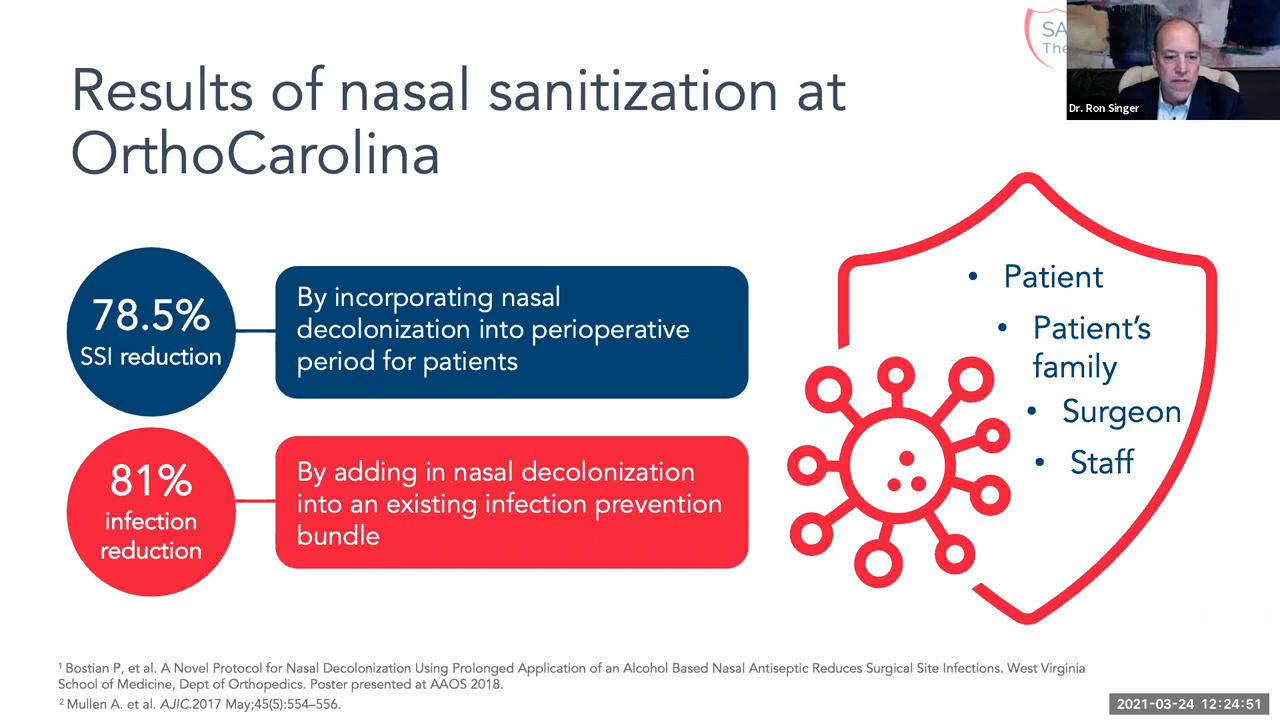 SA
The
Dr. Ron Singer
Results of nasal sanitization at
OrthoCarolina
78.5%
SSI reduction
By incorporating nasal
decolonization into perioperative
period for patients
81%
infection
reduction
By adding in nasal decolonization
into an existing infection prevention
bundle
• Patient
• Patient’s
family
• Surgeon
• Staff
1 Bostian P, et al. A Novel Protocol for Nasal Decolonization Using Prolonged Application of an Alcohol Based Nasal Antiseptic Reduces Surgical Site Infections. West Virginia
School of Medicine, Dept of Orthopedics. Poster presented at AAOS 2018.
2 Mullen A. et al. AJIC.2017 May;45(5):554–556.
2021-03-24 12:24:51